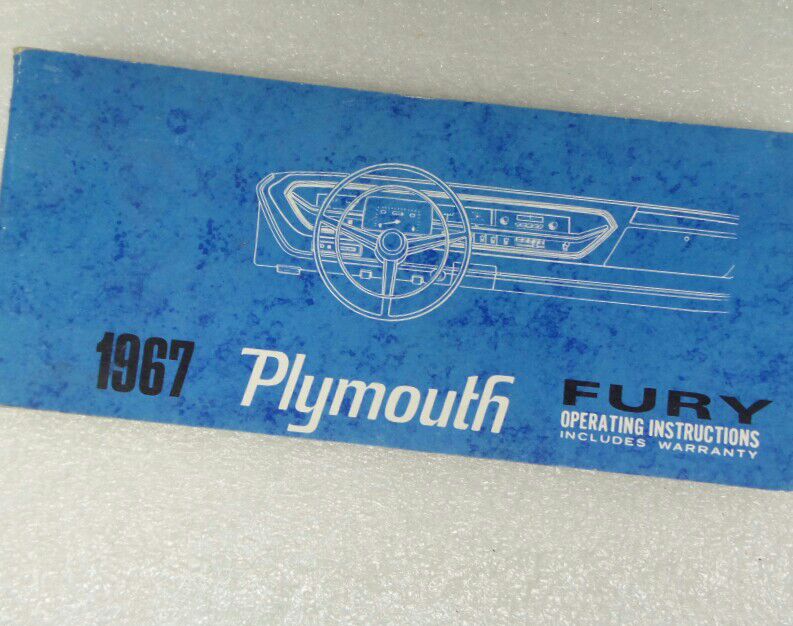 1967 Plymouth FURY
OPERATING INSTRUCTIONS
INCLUDES WARRANTY